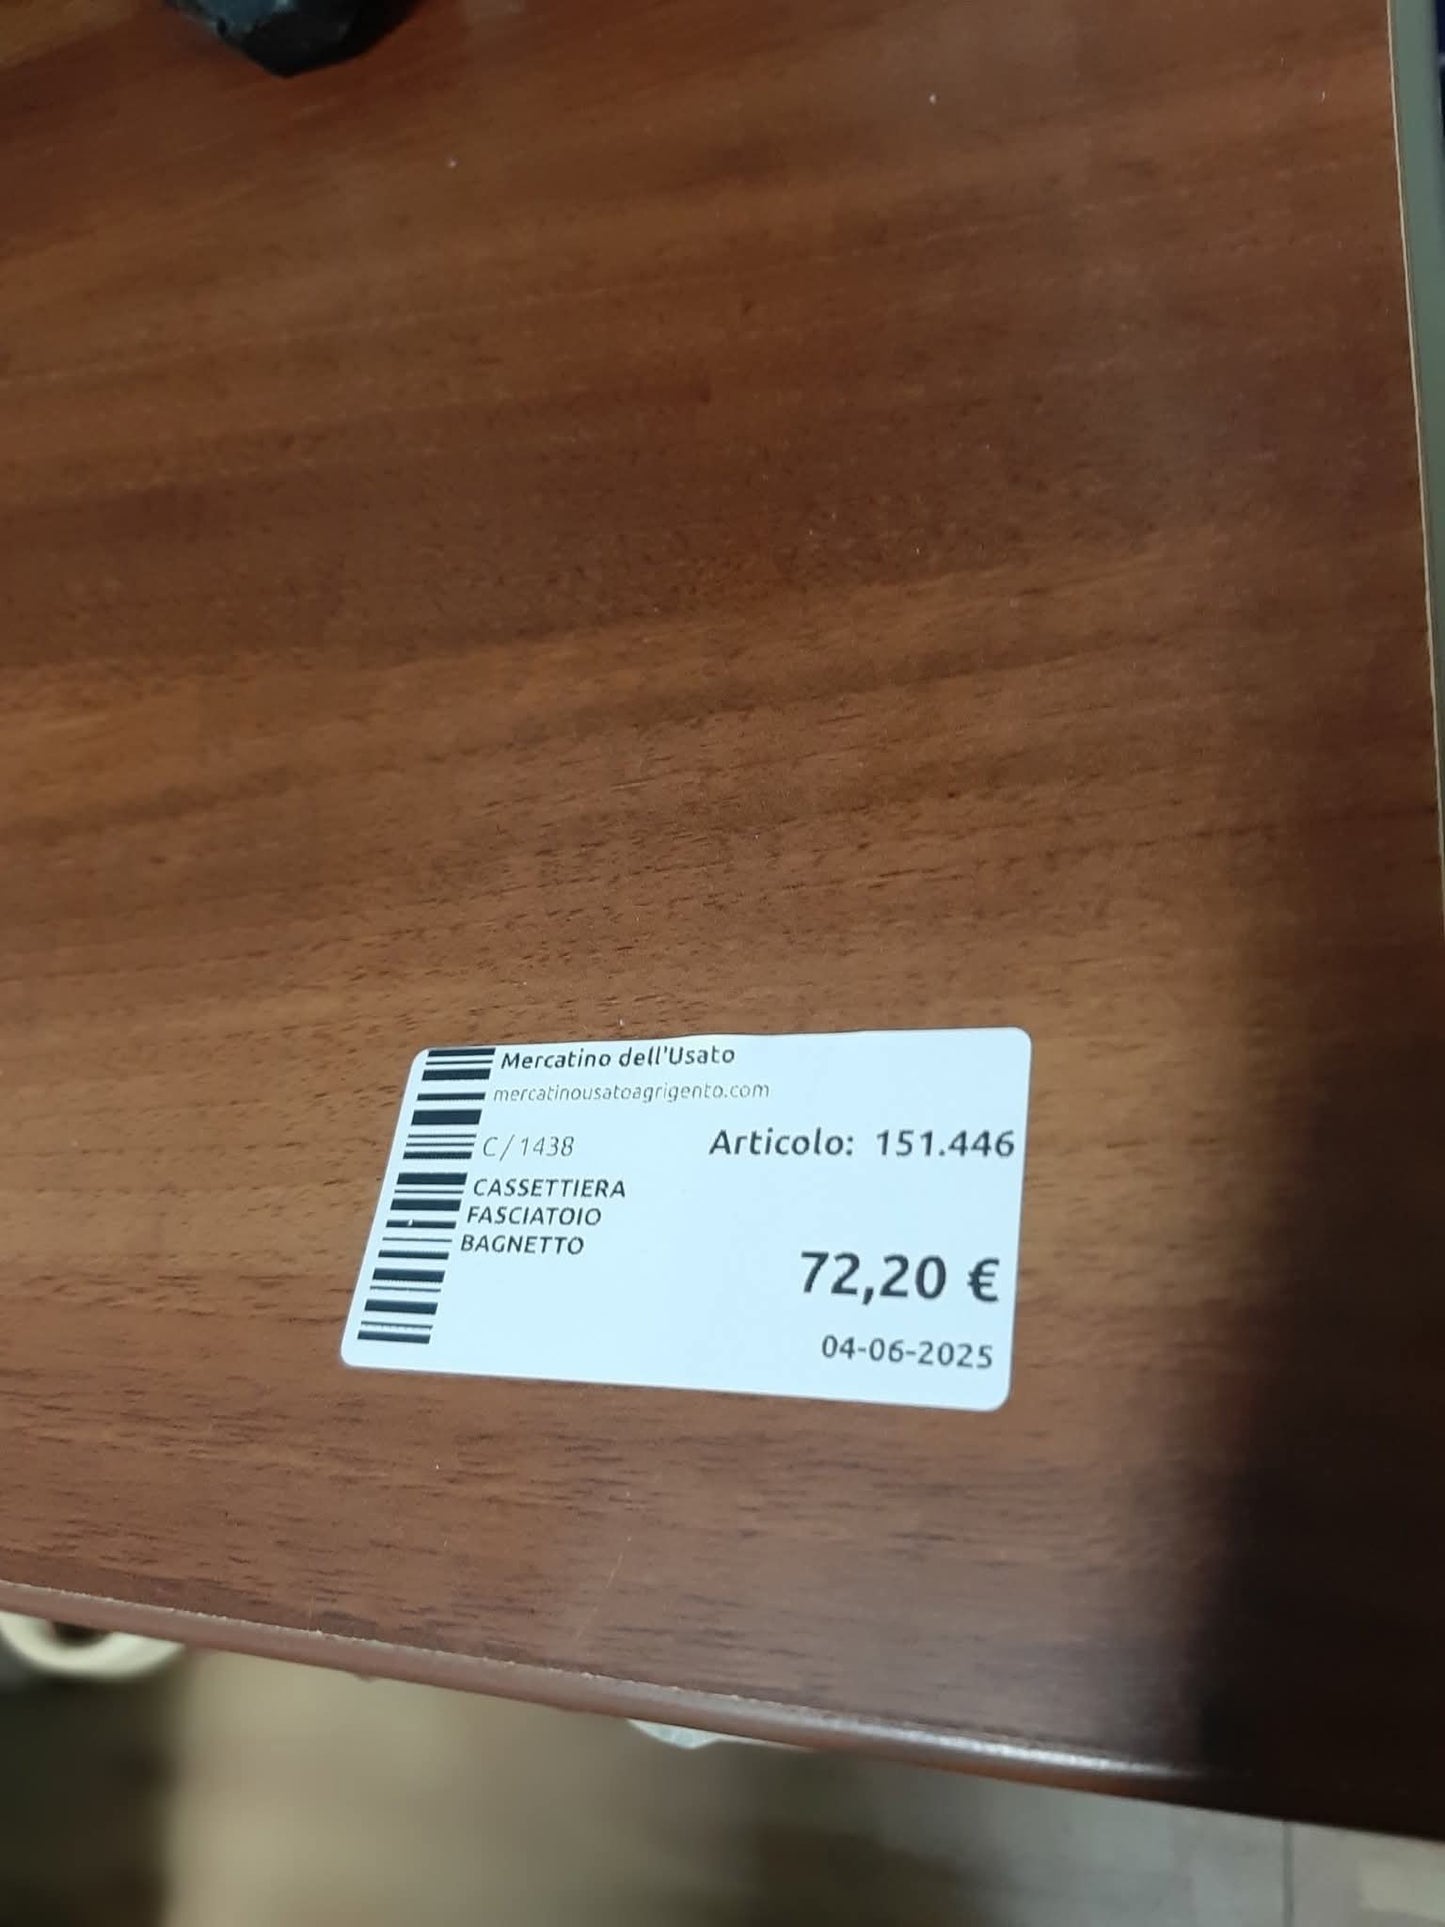 Mercatino dell'Usato
mercatinousatoagrigento.com
C/1438 Articolo: 151.446
CASSETTIERA
FASCIATOIO
BAGNETTO
72,20 €
04-06-2025